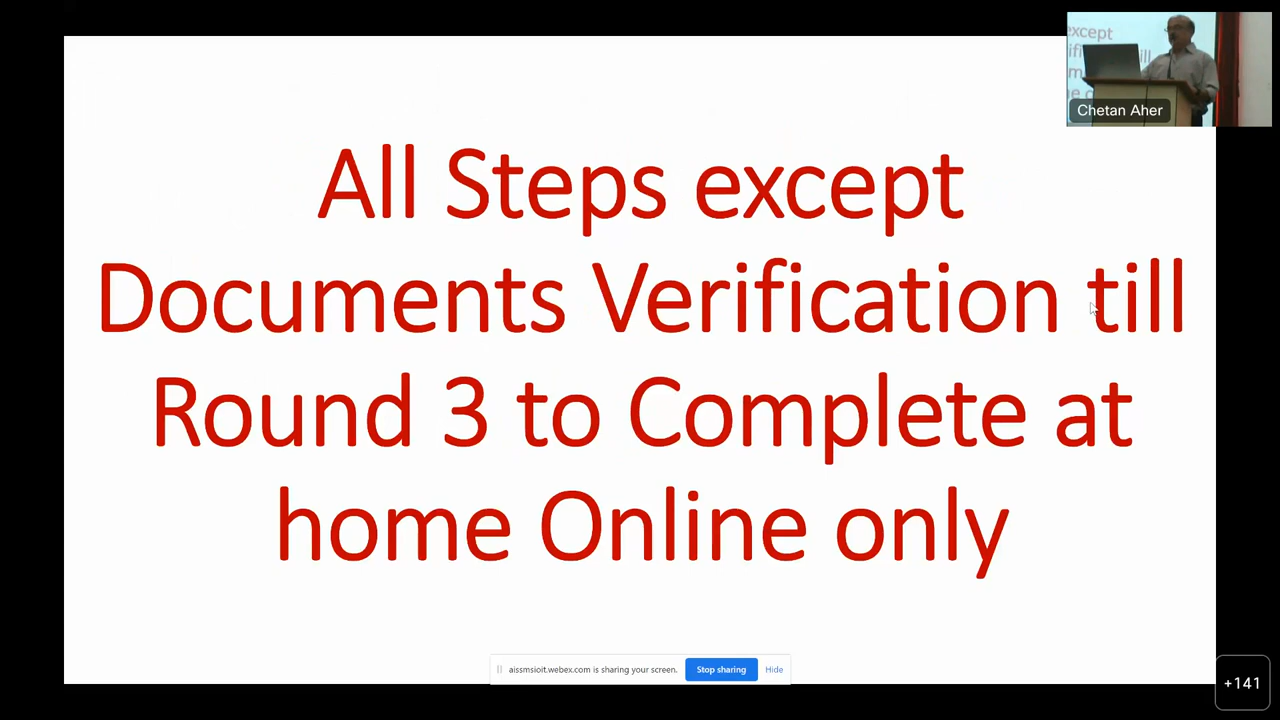 except
Chetan Aher
All Steps except
Documents Verification till
Round 3 to Complete at
home Online only
aissmsioit.webex.com is sharing your screen.
Stop sharing
Hide
+141